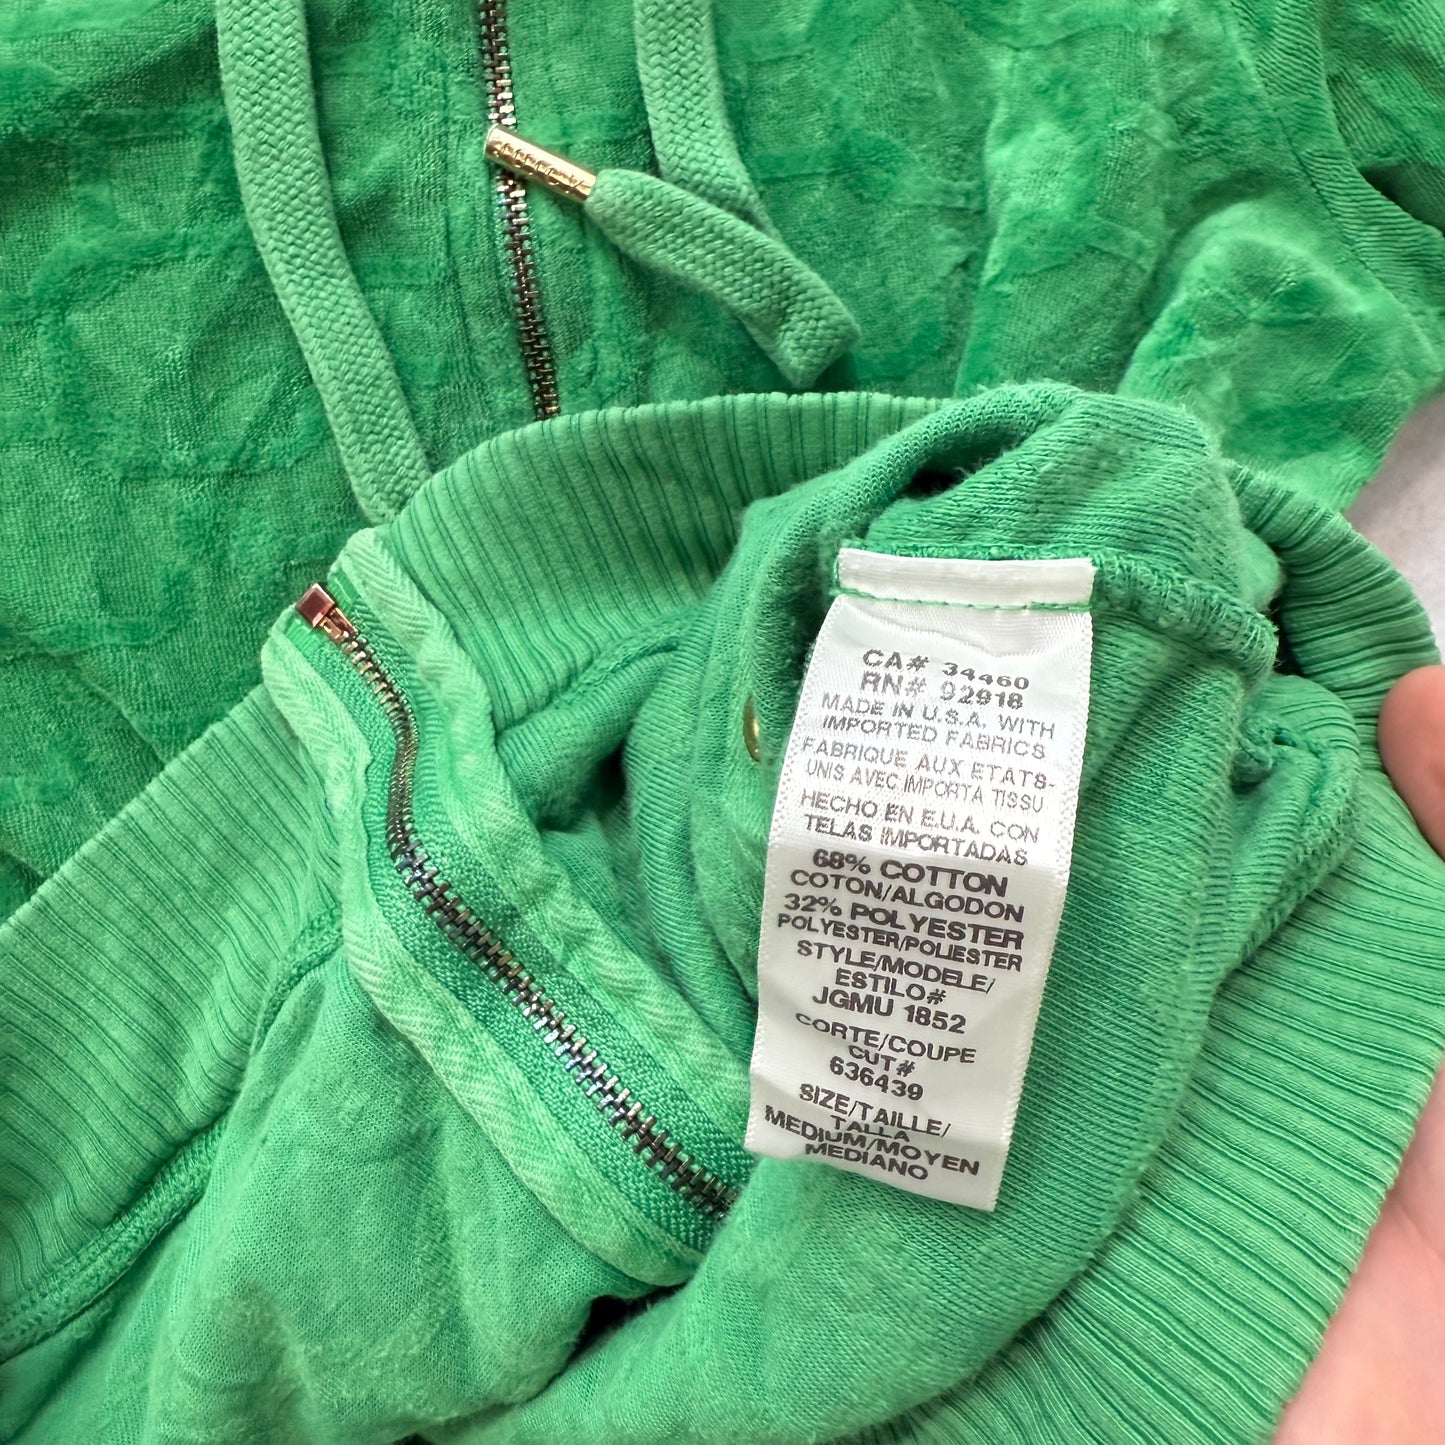 CA# 34460
RN# 92918
MADE IN U.S.A. WITH
IMPORTED FABRICS
FABRIQUE AUX ETATS-
UNIS AVEC IMPORTA TISSU
HECHO EN E.U.A. CON
TELAS IMPORTADAS
68% COTTON
COTON/ALGODON
32% POLYESTER
POLYESTER/POLIESTER
STYLE/MODELE/
ESTILO#
JGMU 1852
CORTE/COUPE
CUT#
636439
SIZE/TAILLE/
TALLA
MEDIUM/MOYEN
MEDIANO